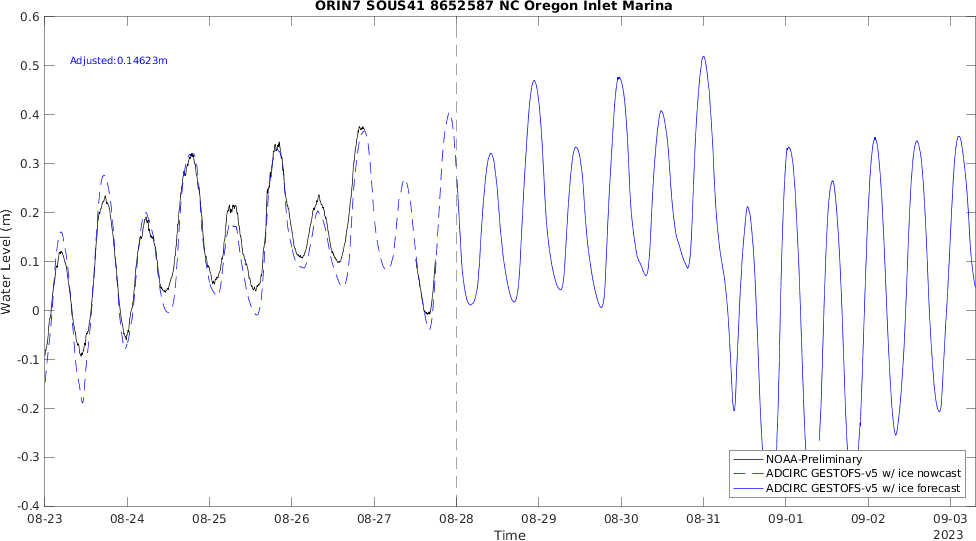 ORIN7 SOUS41 8652587 NC Oregon Inlet Marina
Adjusted:0.14623m
Water Level (m)
0.6
0.5
0.4
0.3
0.2
0.1
0
-0.1
-0.2
-0.3
-0.4
NOAA-Preliminary
ADCIRC GESTOFS-v5 w/ ice nowcast
ADCIRC GESTOFS-v5 w/ ice forecast
08-23 08-24 08-25 08-26 08-27 08-28 08-29 08-30 08-31 09-01 09-02 09-03
Time
2023